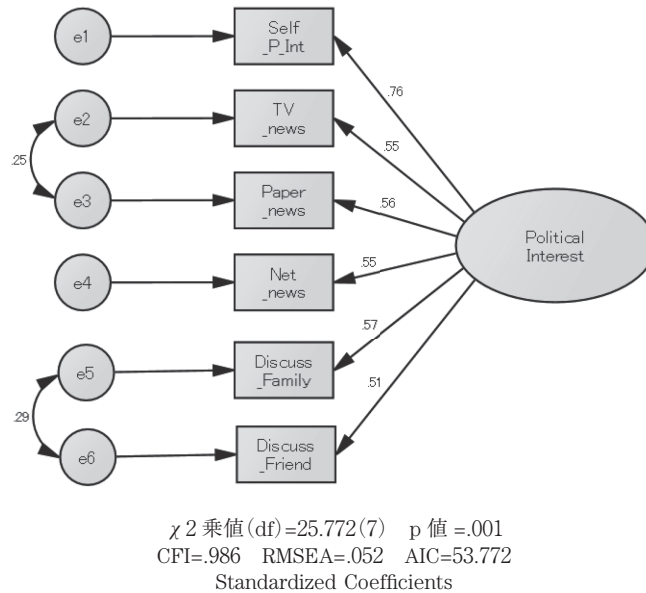 e1
Self
_P_Int
.76
e2
TV
_news
.55
.25
e3
Paper
_news
.56
Political
Interest
e4
Net
_news
.55
.57
e5
Discuss
_Family
.51
.29
e6
Discuss
_Friend
χ２乗値(df)=25.772(7) p 値 =.001
CFI=.986 RMSEA=.052 AIC=53.772
Standardized Coefficients